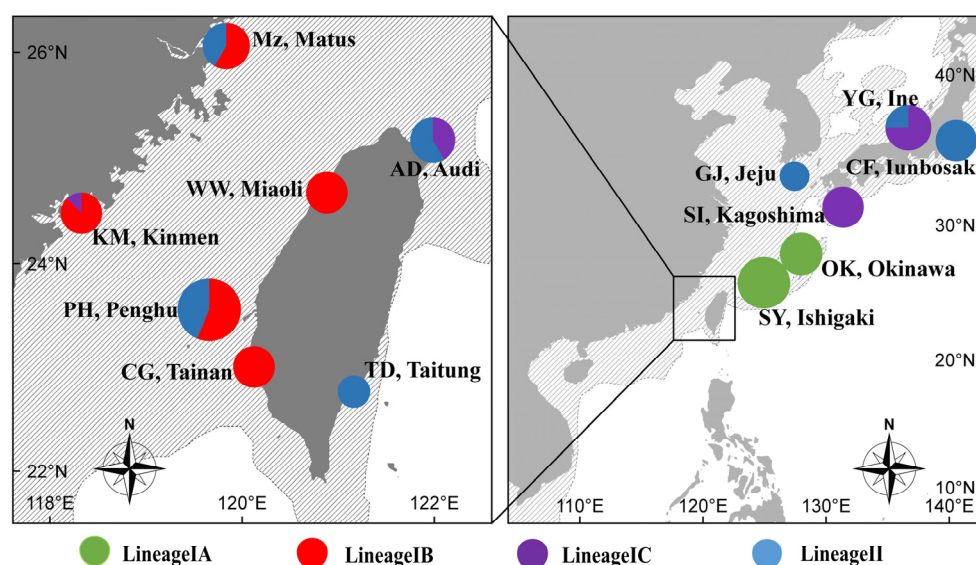 26°N
24°N
22°N
118°E
120°E
122°E
Mz, Matus
AD, Audi
WW, Miaoli
KM, Kinmen
PH, Penghu
CG, Tainan
TD, Taitung
N
40°N
30°N
20°N
10°N
110°E
120°E
130°E
140°E
YG, Ine
CF, Iunbosak
GJ, Jeju
SI, Kagoshima
OK, Okinawa
SY, Ishigaki
N
LineageIA
LineageIB
LineageIC
LineageII